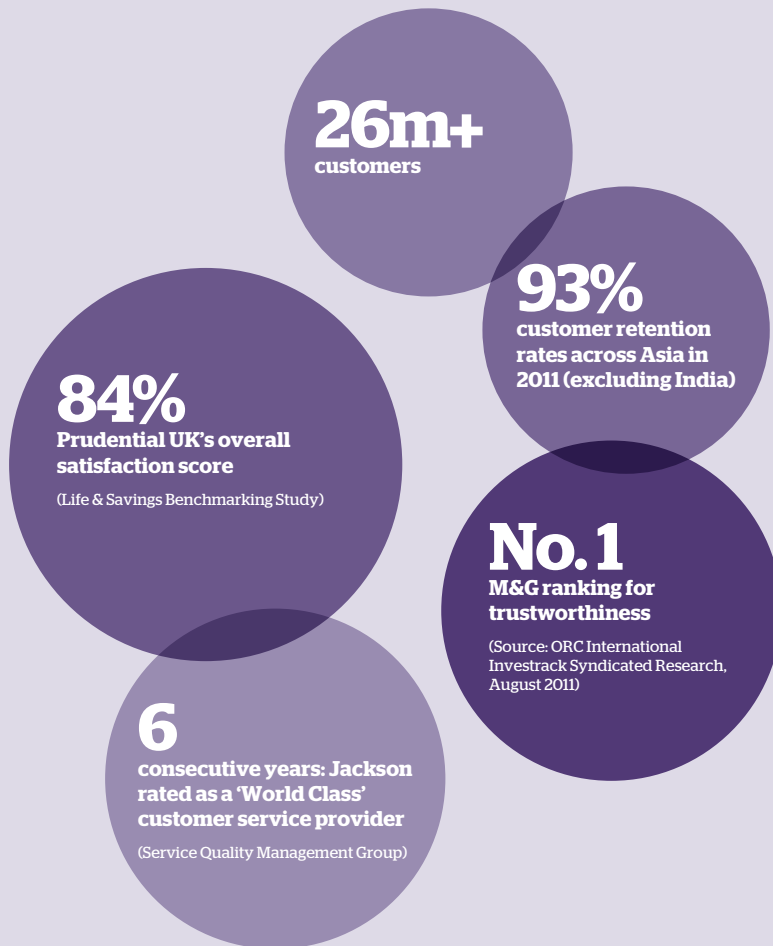 26m+
customers
93%
customer retention
rates across Asia in
2011 (excluding India)
84%
Prudential UK’s overall
satisfaction score
(Life & Savings Benchmarking Study)
No. 1
M&G ranking for
trustworthiness
(Source: ORC International
Investrack Syndicated Research,
August 2011)
6
consecutive years: Jackson
rated as a ‘World Class’
customer service provider
(Service Quality Management Group)